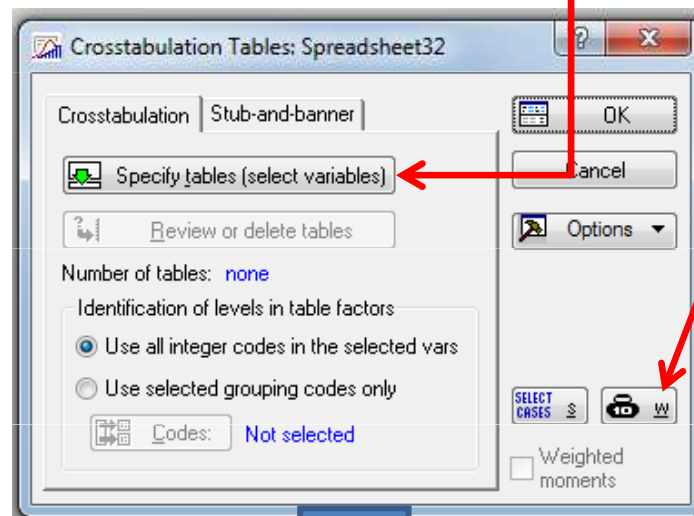 Crosstabulation Tables: Spreadsheet32
?
Crosstabulation
Stub-and-banner
OK
Specify tables (select variables)
Cancel
Review or delete tables
Options
Number of tables: none
Identification of levels in table factors
Use all integer codes in the selected vars
Use selected grouping codes only
Codes: Not selected
SELECT
CASES S
10 W
Weighted
moments